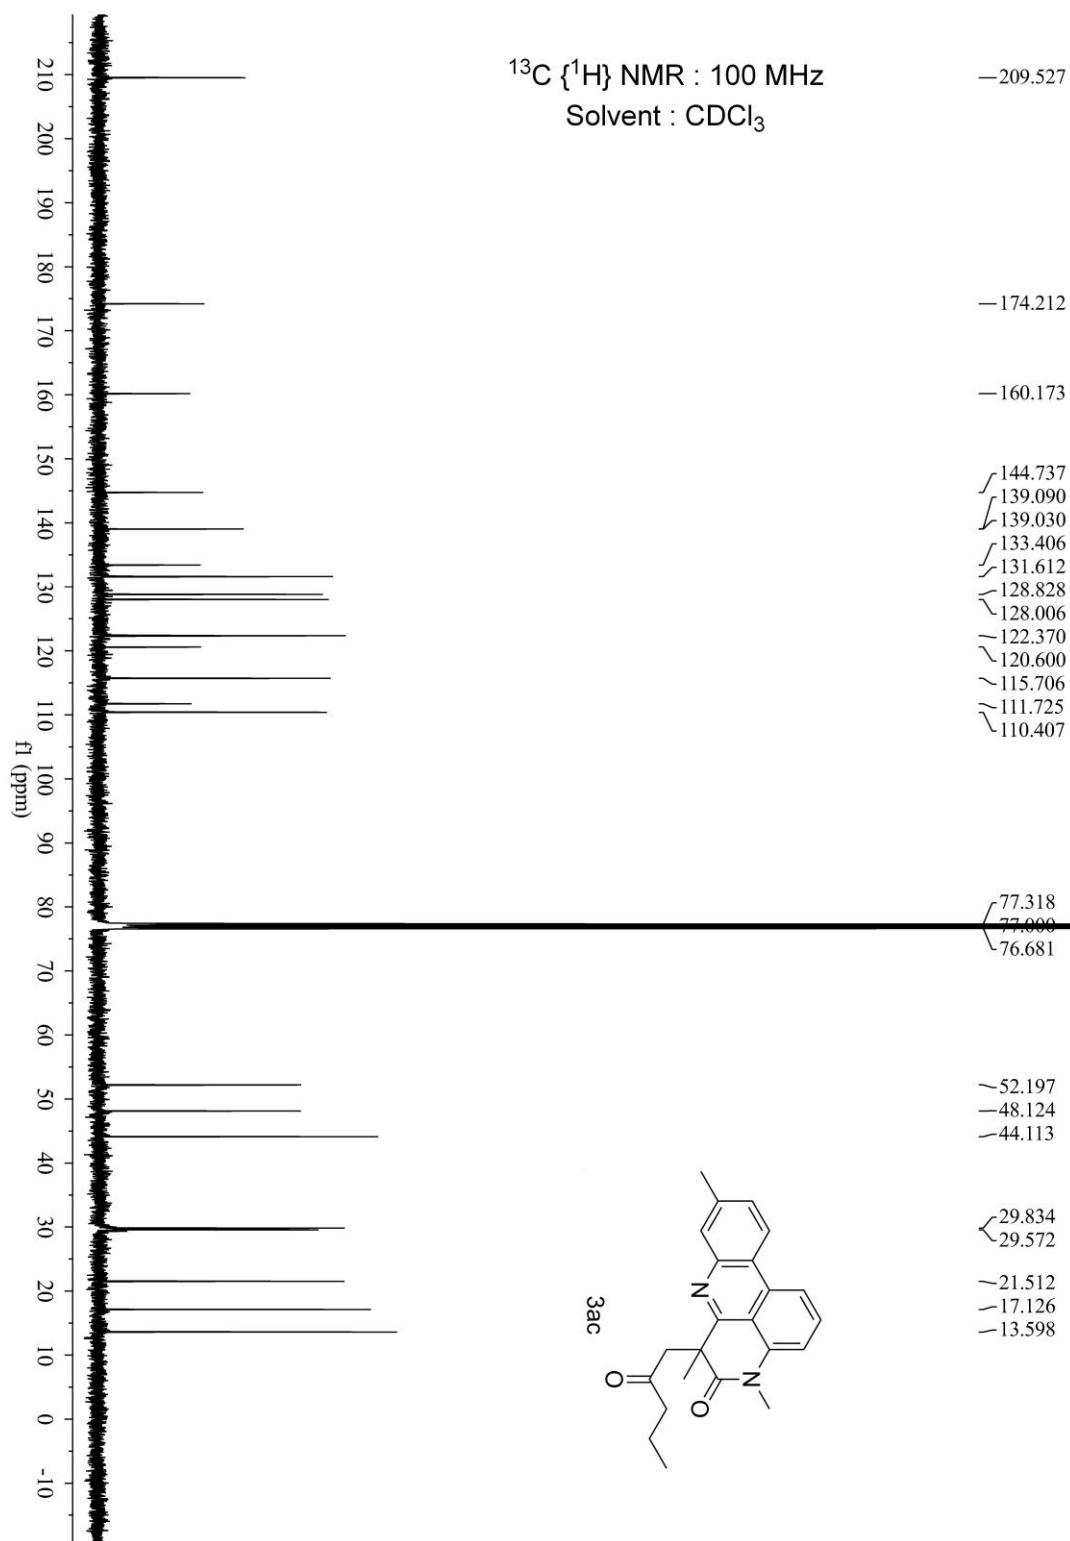 ¹³C {¹H} NMR : 100 MHz
Solvent : CDCl₃
209.527
174.212
160.173
144.737
139.090
139.030
133.406
131.612
128.828
128.006
122.370
120.600
115.706
111.725
110.407
77.318
77.000
76.681
52.197
48.124
44.113
29.834
29.572
21.512
17.126
13.598
210 200 190 180 170 160 150 140 130 120 110 100 90 80 70 60 50 40 30 20 10 0 -10
f1 (ppm)
N
N
O
O
3ac